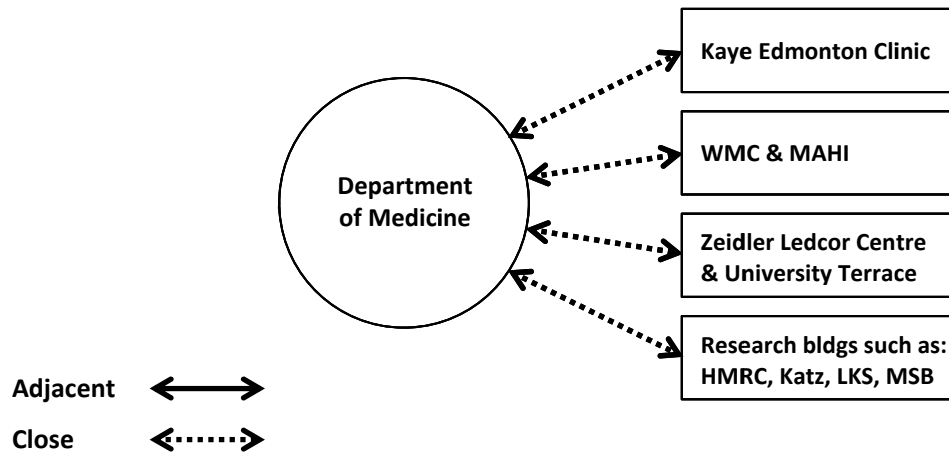 Kaye Edmonton Clinic
WMC & MAHI
Department
of Medicine
Zeidler Ledcor Centre
& University Terrace
Research bldgs such as:
HMRC, Katz, LKS, MSB
Adjacent
Close